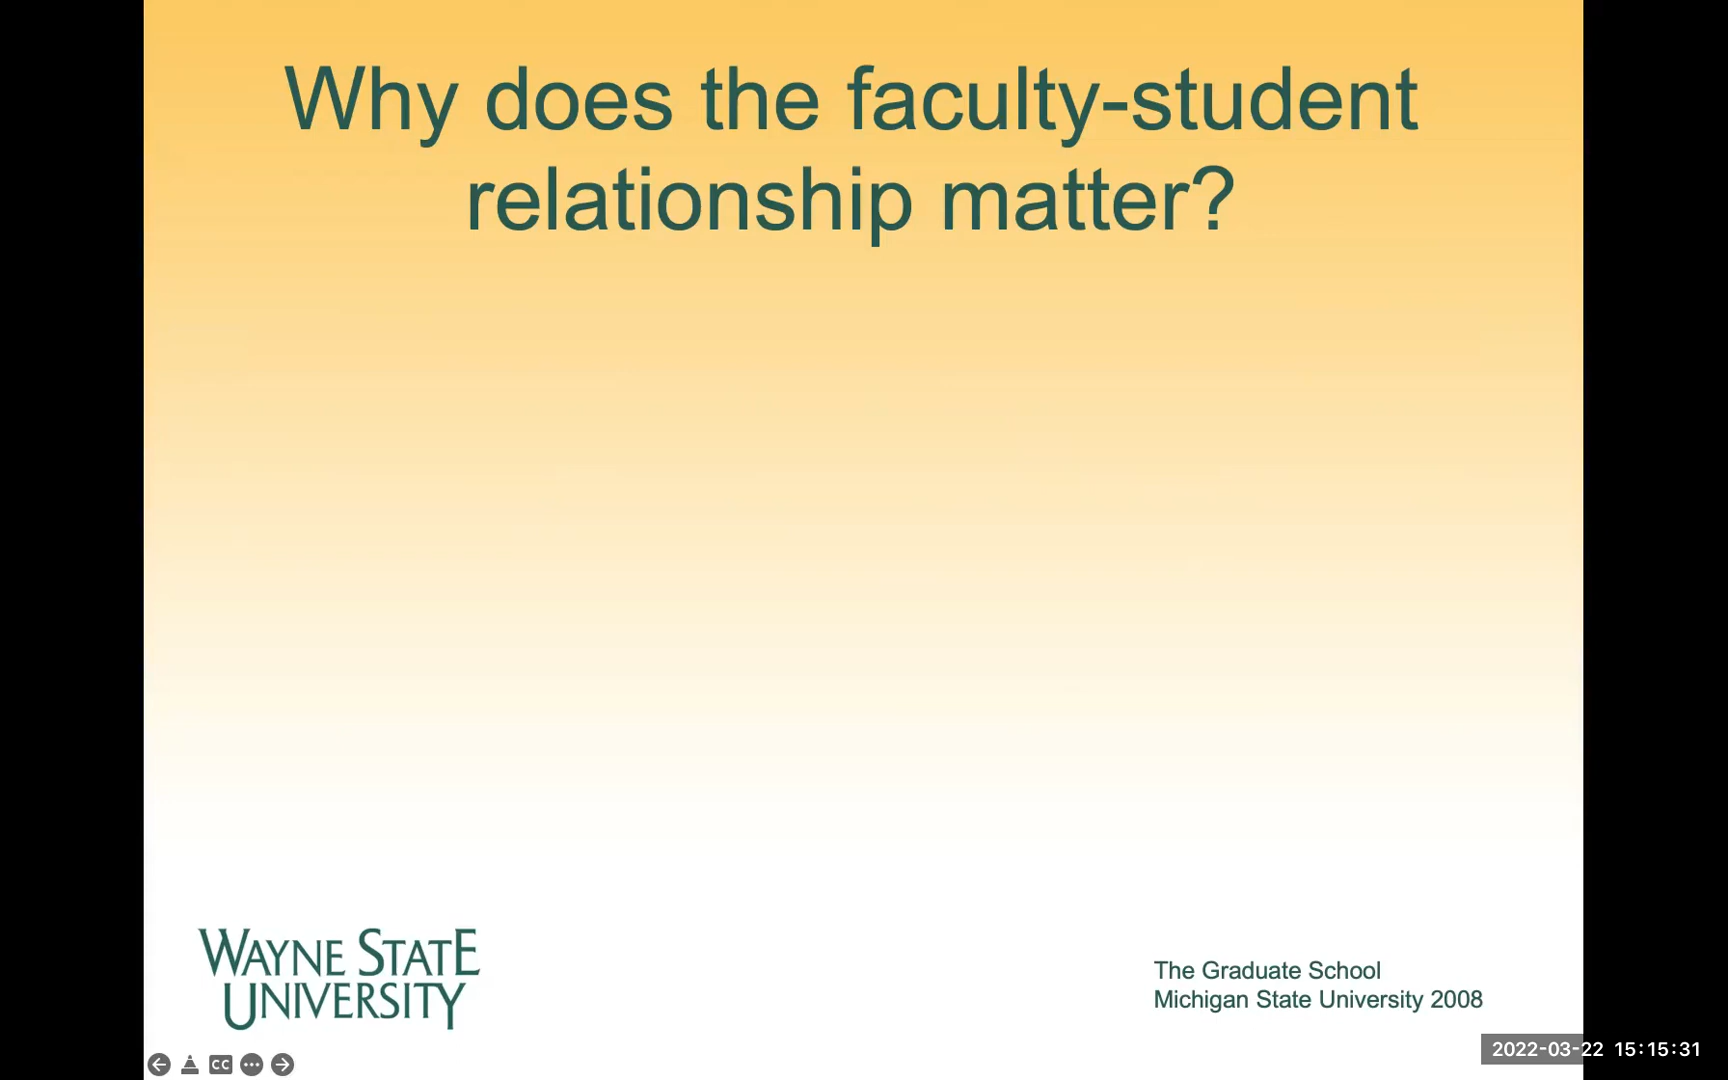 Why does the faculty-student
relationship matter?
WAYNE STATE
UNIVERSITY
The Graduate School
Michigan State University 2008
CC
2022-03-22 15:15:31